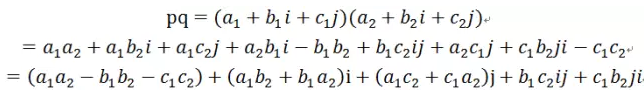 pq = (a₁ + b₁i + c₁j)(a₂ + b₂i + c₂j)↵
= a₁a₂ + a₁b₂i + a₁c₂j + a₂b₁i − b₁b₂ + b₁c₂ij + a₂c₁j + c₁b₂ji − c₁c₂↵
= (a₁a₂ − b₁b₂ − c₁c₂) + (a₁b₂ + b₁a₂)i + (a₁c₂ + c₁a₂)j + b₁c₂ij + c₁b₂ji